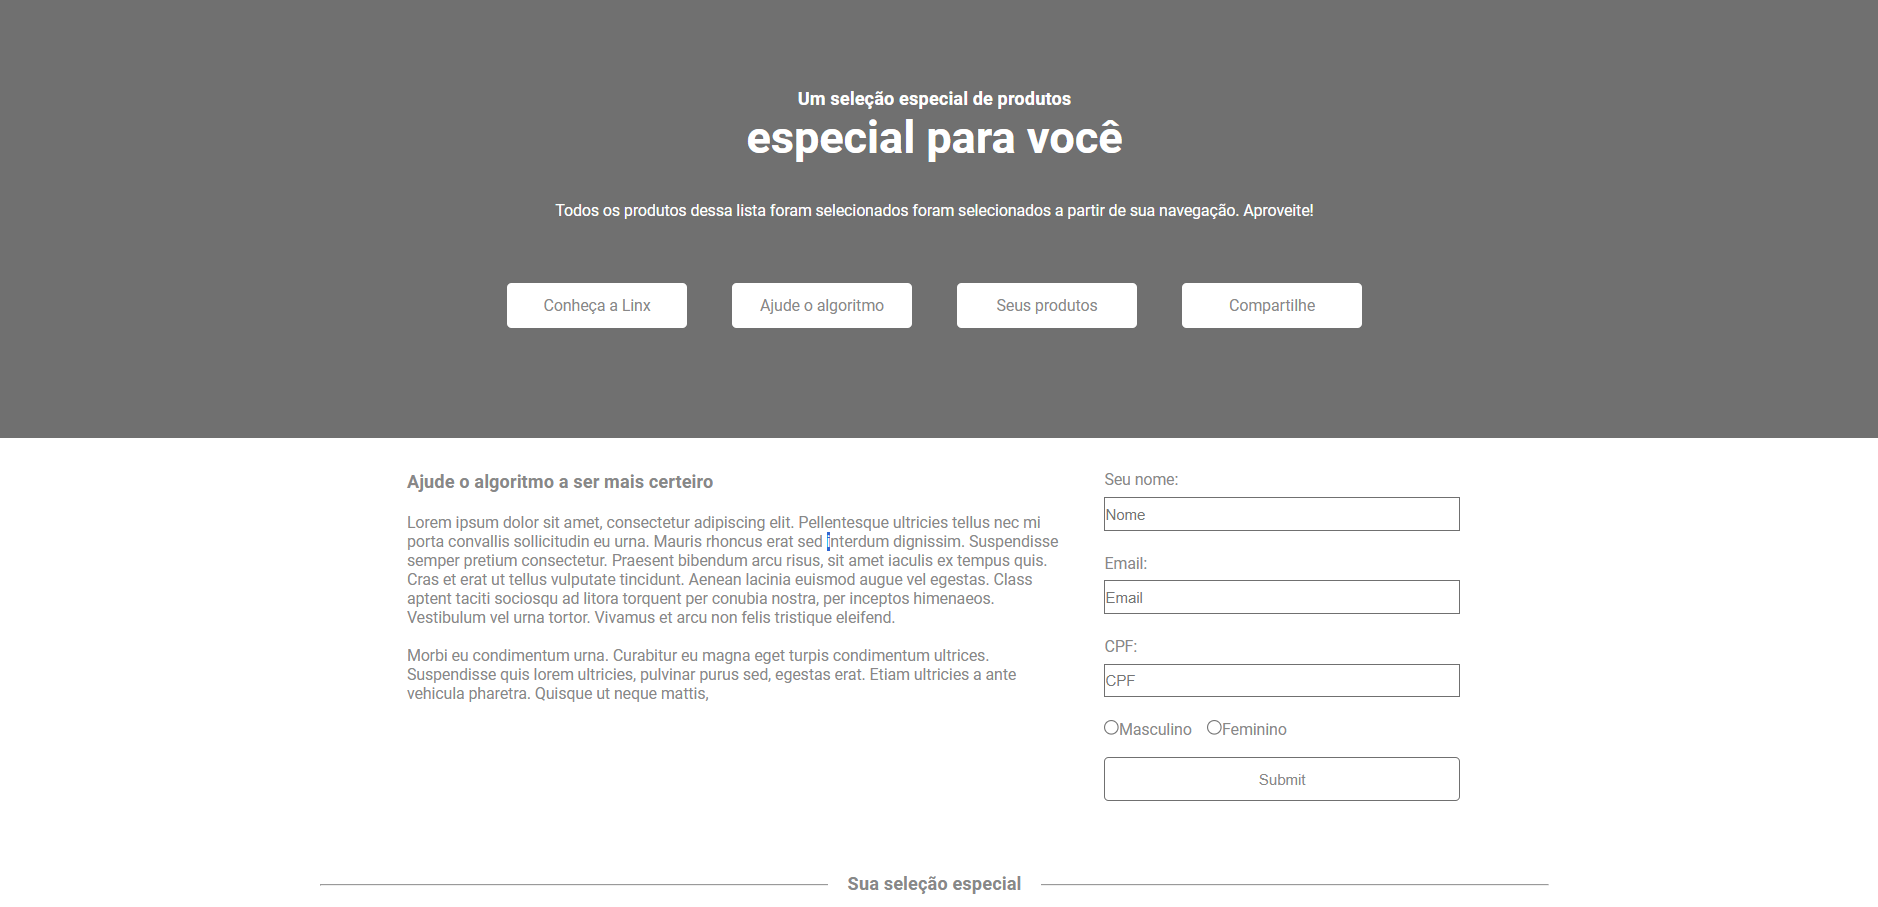 Um seleção especial de produtos
especial para você
Todos os produtos dessa lista foram selecionados foram selecionados a partir de sua navegação. Aproveite!
Conheça a Linx
Ajude o algoritmo
Seus produtos
Compartilhe
Ajude o algoritmo a ser mais certeiro
Lorem ipsum dolor sit amet, consectetur adipiscing elit. Pellentesque ultricies tellus nec mi
porta convallis sollicitudin eu urna. Mauris rhoncus erat sed interdum dignissim. Suspendisse
semper pretium consectetur. Praesent bibendum arcu risus, sit amet iaculis ex tempus quis.
Cras et erat ut tellus vulputate tincidunt. Aenean lacinia euismod augue vel egestas. Class
aptent taciti sociosqu ad litora torquent per conubia nostra, per inceptos himenaeos.
Vestibulum vel urna tortor. Vivamus et arcu non felis tristique eleifend.
Morbi eu condimentum urna. Curabitur eu magna eget turpis condimentum ultrices.
Suspendisse quis lorem ultricies, pulvinar purus sed, egestas erat. Etiam ultricies a ante
vehicula pharetra. Quisque ut neque mattis,
Seu nome:
Nome
Email:
Email
CPF:
CPF
Masculino
Feminino
Submit
Sua seleção especial